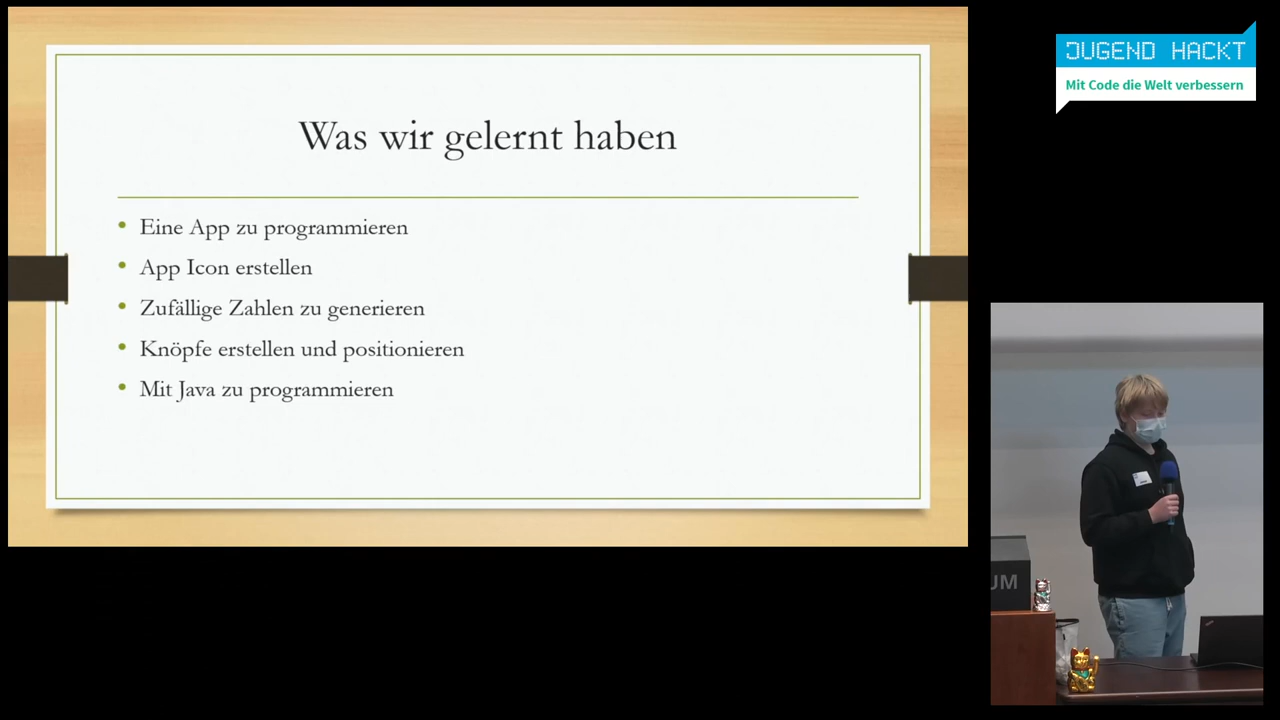 JUGEND HACKT
Mit Code die Welt verbessern
Was wir gelernt haben
• Eine App zu programmieren
• App Icon erstellen
• Zufällige Zahlen zu generieren
• Knöpfe erstellen und positionieren
• Mit Java zu programmieren
UM